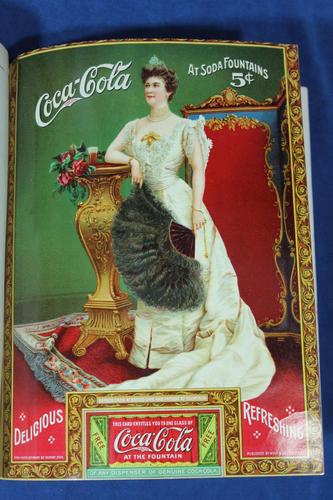 Coca-Cola
AT SODA FOUNTAINS
5¢
DELICIOUS
REFRESHING
THIS CARD ENTITLES YOU TO ONE GLASS OF
FREE
Coca-Cola
FREE
AT THE FOUNTAIN
OF ANY DISPENSER OF GENUINE COCA-COLA